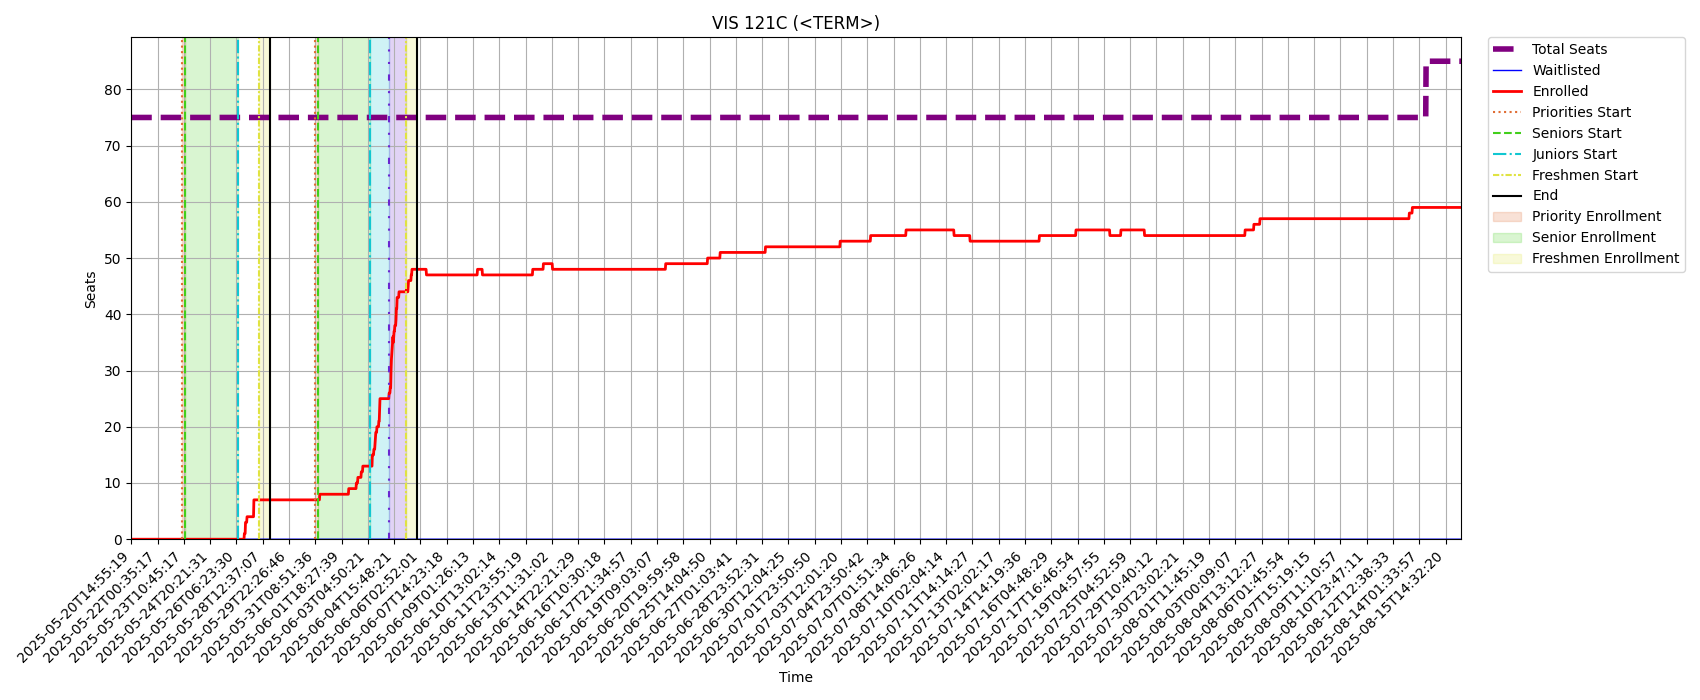 VIS 121C (<TERM>)
Total Seats
Waitlisted
Enrolled
Priorities Start
Seniors Start
Juniors Start
Freshmen Start
End
Priority Enrollment
Senior Enrollment
Freshmen Enrollment
Seats
80
70
60
50
40
30
20
10
0
2025-05-20T14:55:19
2025-05-22T00:35:17
2025-05-23T10:45:17
2025-05-24T20:21:31
2025-05-26T06:23:30
2025-05-28T12:37:07
2025-05-29T22:26:46
2025-05-31T08:51:36
2025-06-01T18:27:39
2025-06-03T04:50:21
2025-06-04T15:48:21
2025-06-06T02:52:01
2025-06-07T14:23:18
2025-06-09T01:26:13
2025-06-10T13:02:14
2025-06-11T23:55:19
2025-06-13T11:31:02
2025-06-14T22:21:29
2025-06-16T10:30:18
2025-06-17T21:34:57
2025-06-19T09:03:07
2025-06-20T19:59:58
2025-06-25T14:04:50
2025-06-27T01:03:41
2025-06-28T23:52:31
2025-06-30T12:04:25
2025-07-01T23:50:50
2025-07-03T12:01:20
2025-07-04T23:50:42
2025-07-07T01:51:34
2025-07-08T14:06:26
2025-07-10T02:04:14
2025-07-11T14:14:27
2025-07-13T02:02:17
2025-07-14T14:19:36
2025-07-16T04:48:29
2025-07-17T16:46:54
2025-07-19T04:57:55
2025-07-25T04:52:59
2025-07-29T10:40:12
2025-07-30T23:02:21
2025-08-01T11:45:19
2025-08-03T00:09:07
2025-08-04T13:12:27
2025-08-06T01:45:54
2025-08-07T15:19:15
2025-08-09T11:10:57
2025-08-10T23:47:11
2025-08-12T12:38:33
2025-08-14T01:33:57
2025-08-15T14:32:20
Time